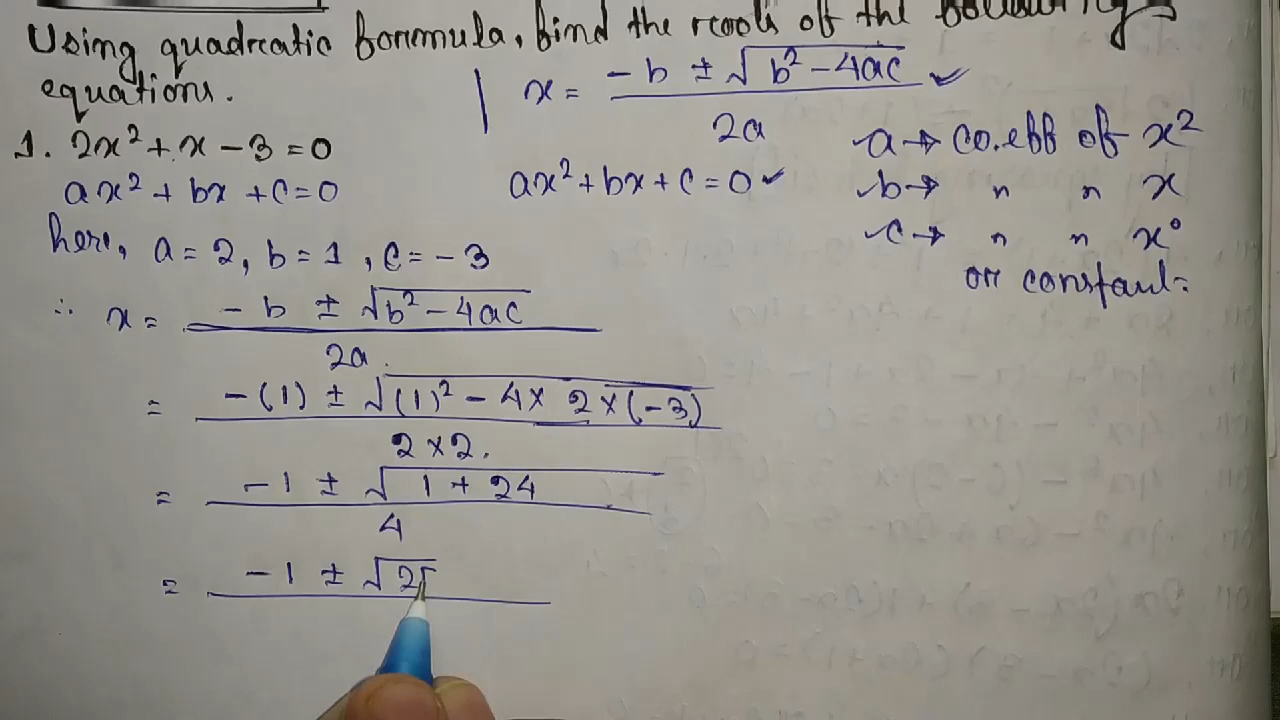 Using quadratic formula, find the roots of the following
equations.
x = -b ± √b² - 4ac / 2a ✓
1. 2x² + x - 3 = 0
ax² + bx + c = 0
ax² + bx + c = 0 ✓
a → co.eff of x²
b → " " x
c → " " x⁰
or constant:
here, a = 2, b = 1, c = -3
∴ x = -b ± √b² - 4ac / 2a
= -(1) ± √(1)² - 4 × 2 × (-3) / 2 × 2.
= -1 ± √1 + 24 / 4
= -1 ± √25